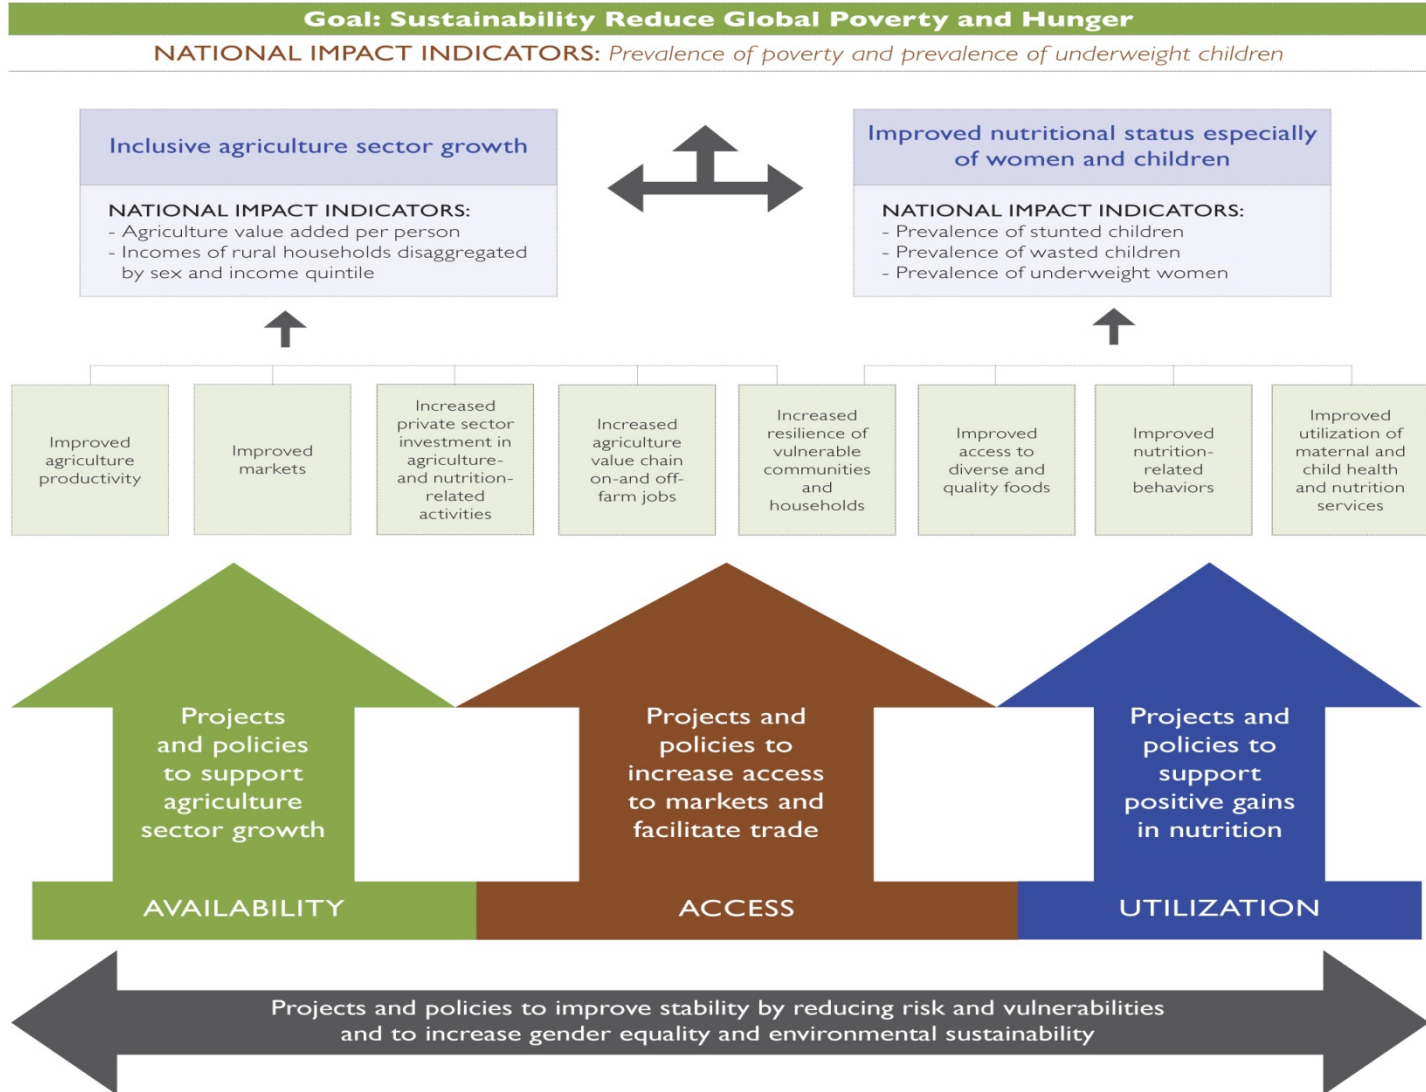 Goal: Sustainability Reduce Global Poverty and Hunger
NATIONAL IMPACT INDICATORS: Prevalence of poverty and prevalence of underweight children
Inclusive agriculture sector growth
NATIONAL IMPACT INDICATORS:
- Agriculture value added per person
- Incomes of rural households disaggregated
by sex and income quintile
Improved nutritional status especially
of women and children
NATIONAL IMPACT INDICATORS:
- Prevalence of stunted children
- Prevalence of wasted children
- Prevalence of underweight women
Improved
agriculture
productivity
Improved
markets
Increased
private sector
investment in
agriculture-
and nutrition-
related
activities
Increased
agriculture
value chain
on-and off-
farm jobs
Increased
resilience of
vulnerable
communities
and
households
Improved
access to
diverse and
quality foods
Improved
nutrition-
related
behaviors
Improved
utilization of
maternal and
child health
and nutrition
services
Projects
and policies
to support
agriculture
sector growth
AVAILABILITY
Projects and
policies to
increase access
to markets and
facilitate trade
ACCESS
Projects and
policies to
support
positive gains
in nutrition
UTILIZATION
Projects and policies to improve stability by reducing risk and vulnerabilities
and to increase gender equality and environmental sustainability